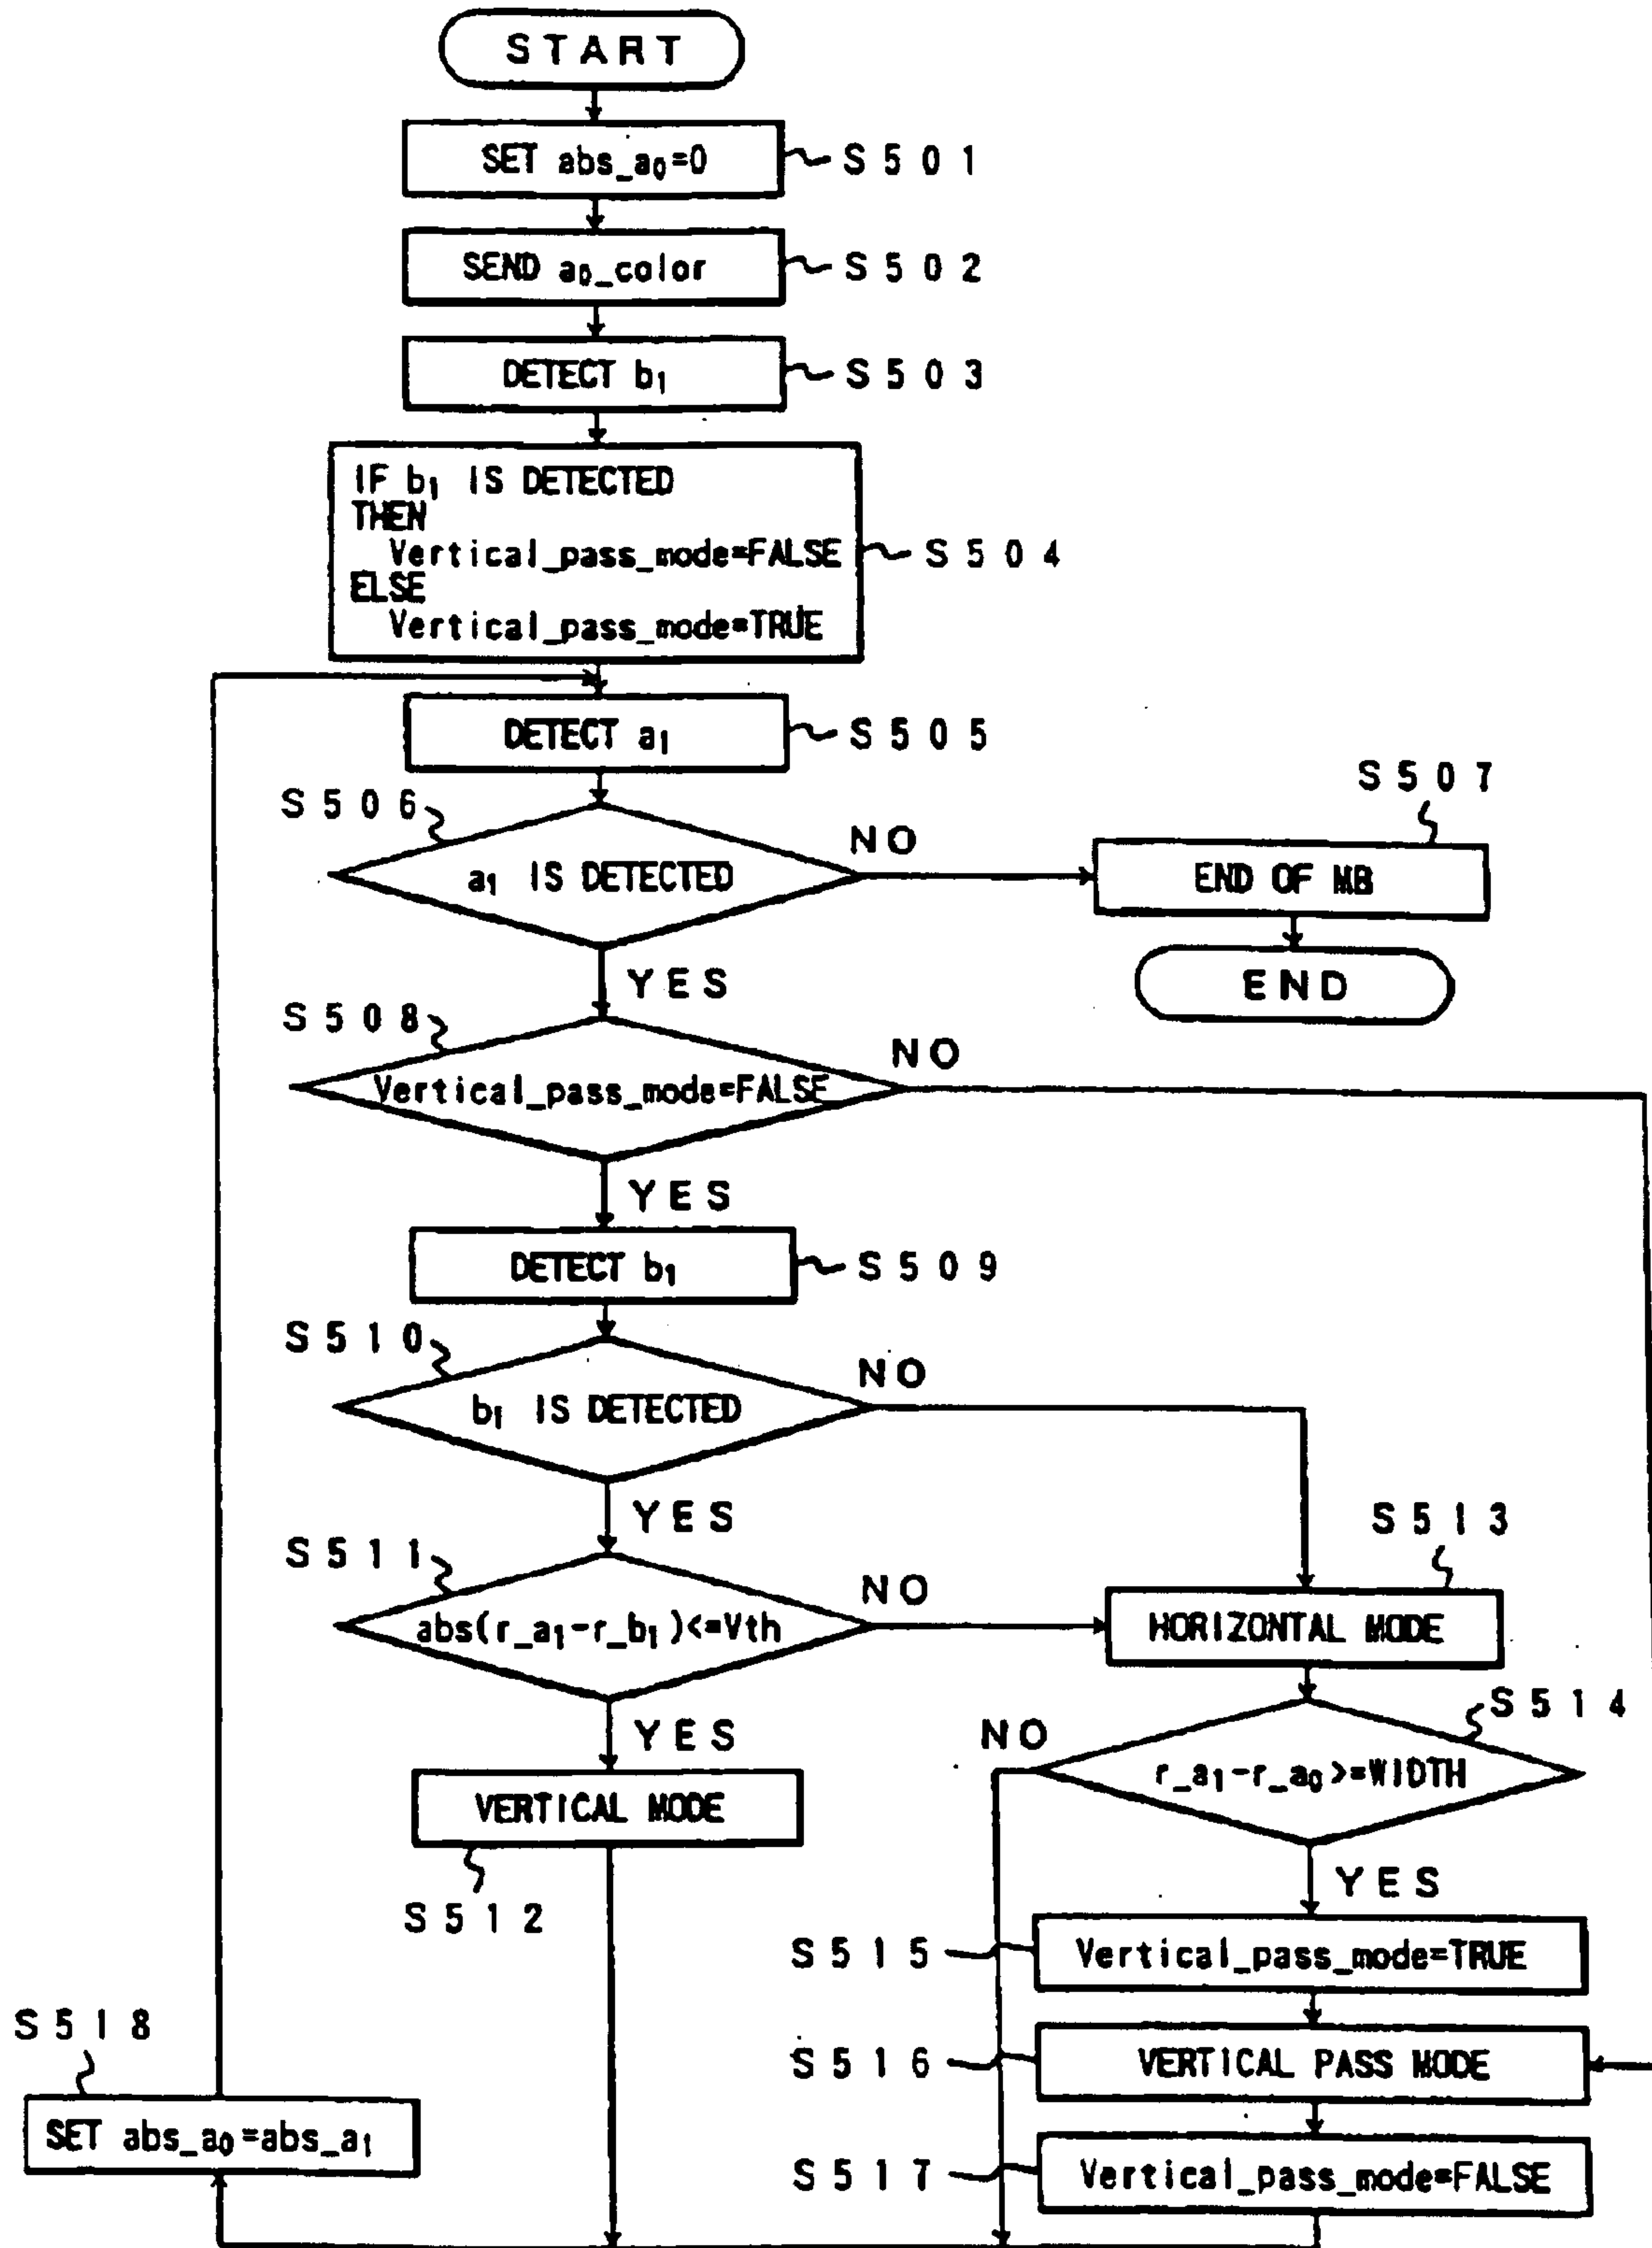 START
SET abs_a₀=0
S501
SEND a₀_color
S502
DETECT b₁
S503
IF b₁ IS DETECTED
THEN
Vertical_pass_mode=FALSE
ELSE
Vertical_pass_mode=TRUE
S504
DETECT a₁
S505
S506
a₁ IS DETECTED
NO
S507
END OF MB
END
YES
S508
Vertical_pass_mode=FALSE
NO
YES
DETECT b₁
S509
S510
b₁ IS DETECTED
NO
YES
S511
abs(r_a₁-r_b₁)<=Vth
NO
S513
HORIZONTAL MODE
YES
VERTICAL MODE
S512
S514
NO
r_a₁-r_a₀>=WIDTH
YES
S515
Vertical_pass_mode=TRUE
S516
VERTICAL PASS MODE
S517
Vertical_pass_mode=FALSE
S518
SET abs_a₀=abs_a₁